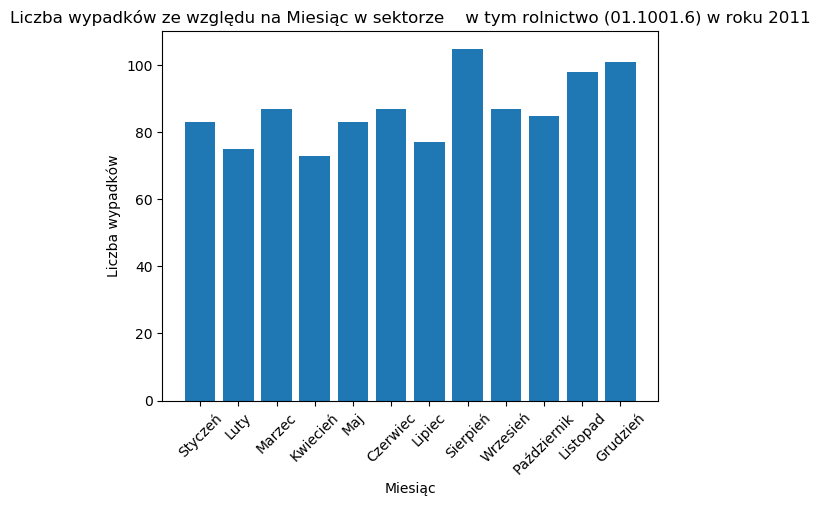 Liczba wypadków ze względu na Miesiąc w sektorze    w tym rolnictwo (01.1001.6) w roku 2011
100
80
60
40
20
0
Liczba wypadków
Styczeń
Luty
Marzec
Kwiecień
Maj
Czerwiec
Lipiec
Sierpień
Wrzesień
Październik
Listopad
Grudzień
Miesiąc